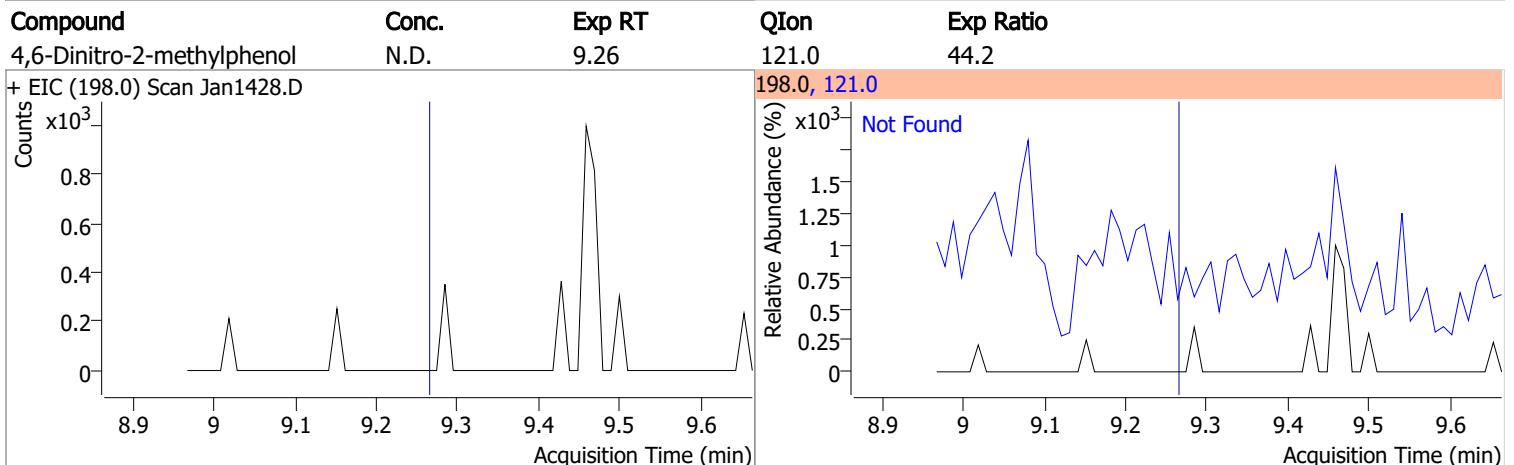 Compound Conc. Exp RT QIon Exp Ratio
4,6-Dinitro-2-methylphenol N.D. 9.26 121.0 44.2
+ EIC (198.0) Scan Jan1428.D
Counts
x10³
0.8
0.6
0.4
0.2
0
8.9 9 9.1 9.2 9.3 9.4 9.5 9.6
Acquisition Time (min)
198.0, 121.0
Relative Abundance (%)
x10³
Not Found
1.5
1.25
1
0.75
0.5
0.25
0
8.9 9 9.1 9.2 9.3 9.4 9.5 9.6
Acquisition Time (min)